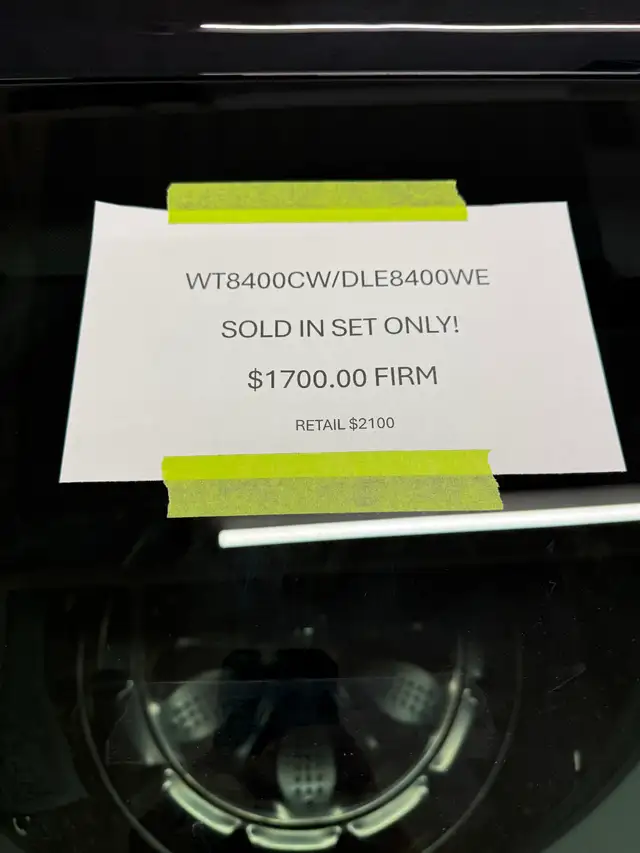 WT8400CW/DLE8400WE
SOLD IN SET ONLY!
$1700.00 FIRM
RETAIL $2100